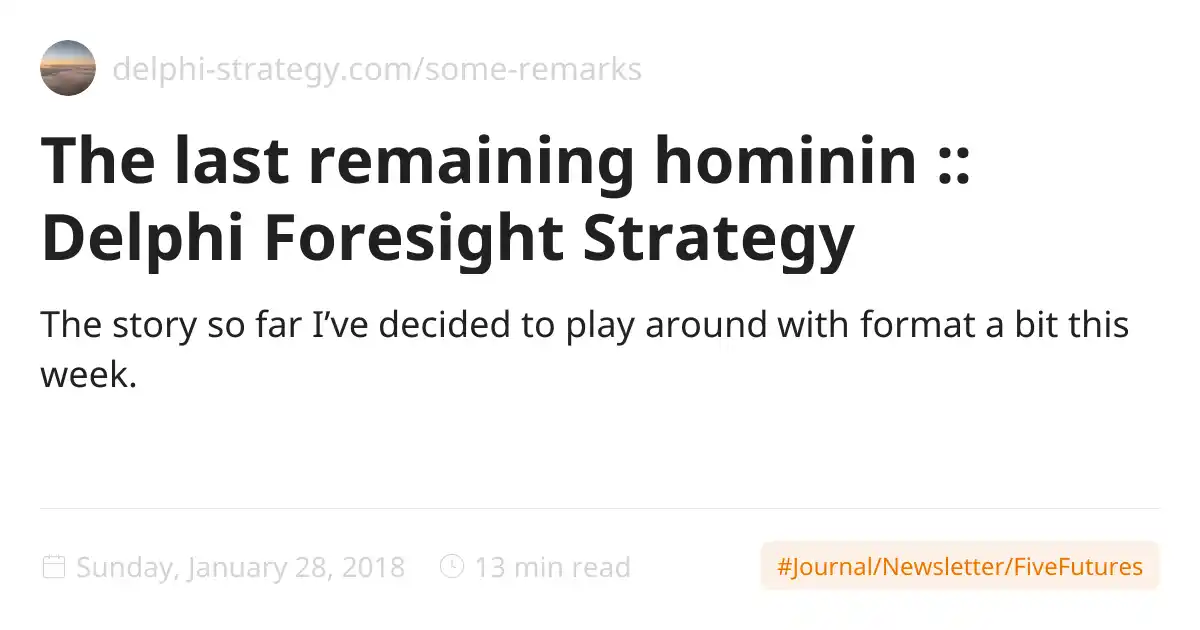 delphi-strategy.com/some-remarks
The last remaining hominin ::
Delphi Foresight Strategy
The story so far I’ve decided to play around with format a bit this
week.
Sunday, January 28, 2018 13 min read #Journal/Newsletter/FiveFutures